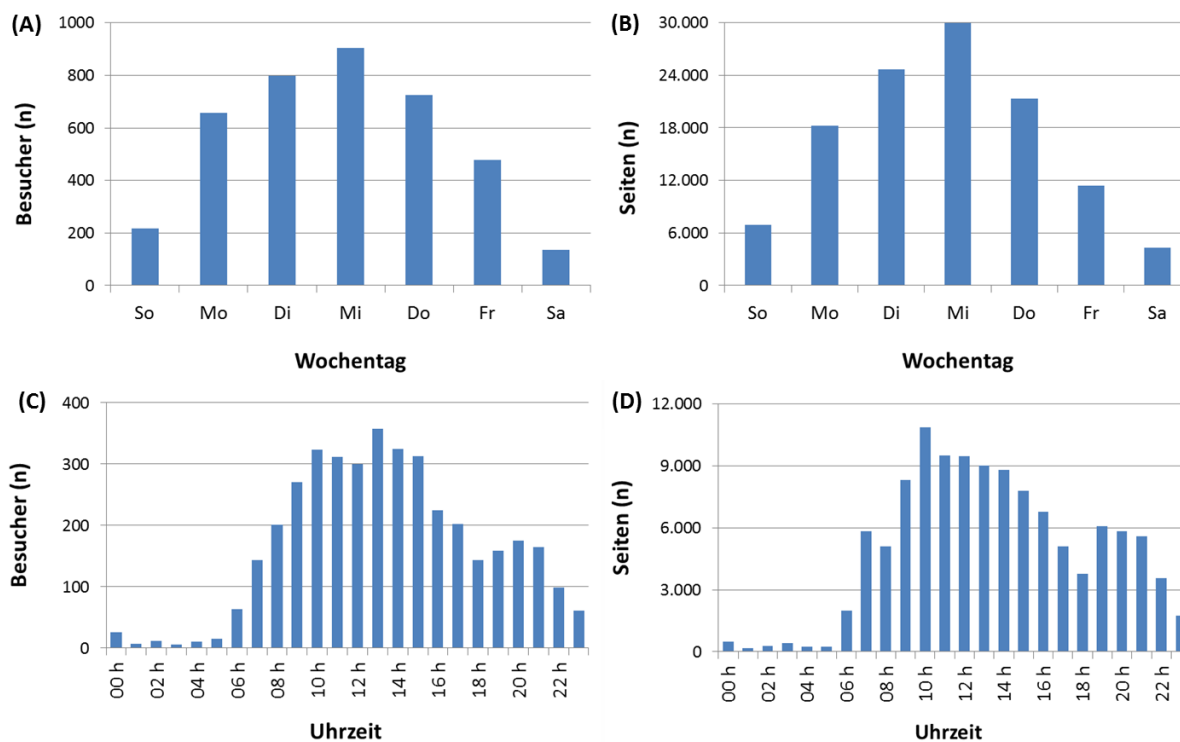 (A)
Besucher (n)
1000
800
600
400
200
0
So Mo Di Mi Do Fr Sa
Wochentag
(B)
Seiten (n)
30.000
24.000
18.000
12.000
6.000
0
So Mo Di Mi Do Fr Sa
Wochentag
(C)
Besucher (n)
400
300
200
100
0
00 h 02 h 04 h 06 h 08 h 10 h 12 h 14 h 16 h 18 h 20 h 22 h
Uhrzeit
(D)
Seiten (n)
12.000
9.000
6.000
3.000
0
00 h 02 h 04 h 06 h 08 h 10 h 12 h 14 h 16 h 18 h 20 h 22 h
Uhrzeit